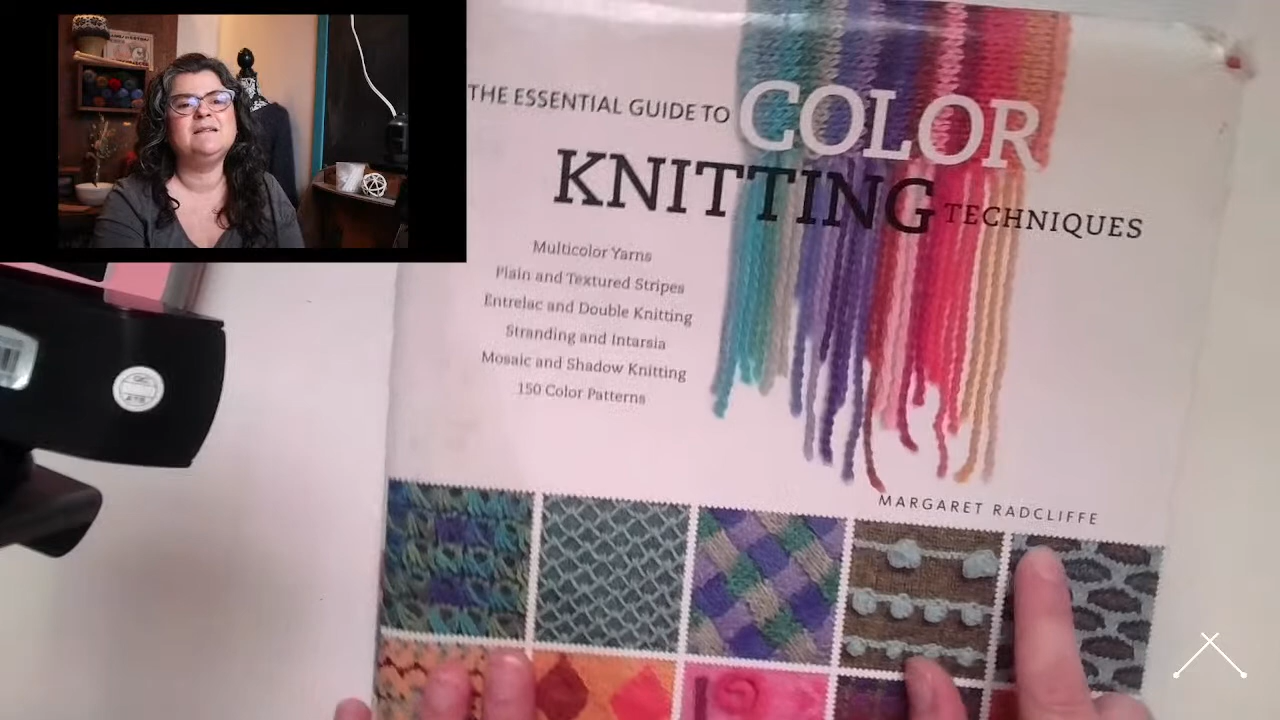 THE ESSENTIAL GUIDE TO COLOR
KNITTING TECHNIQUES
Multicolor Yarns
Plain and Textured Stripes
Entrelac and Double Knitting
Stranding and Intarsia
Mosaic and Shadow Knitting
150 Color Patterns
MARGARET RADCLIFFE